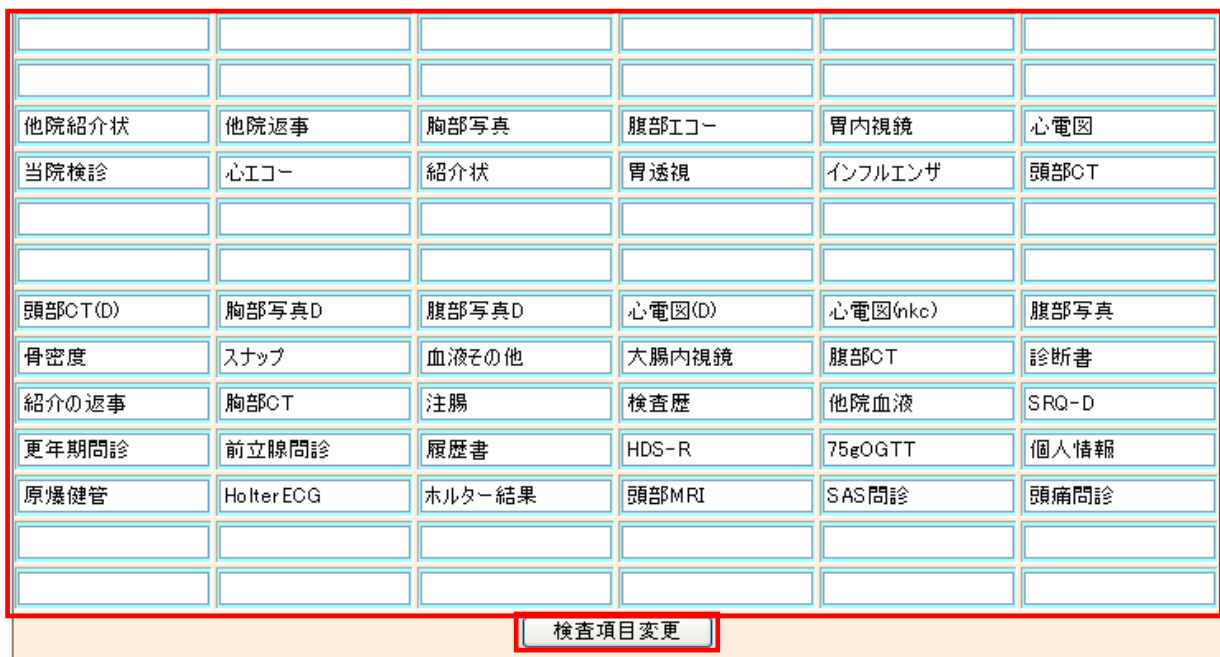 他院紹介状 他院返事 胸部写真 腹部エコー 胃内視鏡 心電図
当院検診 心エコー 紹介状 胃透視 インフルエンザ 頭部CT
頭部CT(D) 胸部写真D 腹部写真D 心電図(D) 心電図(nkc) 腹部写真
骨密度 スナップ 血液その他 大腸内視鏡 腹部CT 診断書
紹介の返事 胸部CT 注腸 検査歴 他院血液 SRQ-D
更年期問診 前立腺問診 履歴書 HDS-R 75gOGTT 個人情報
原爆健管 HolterECG ホルター結果 頭部MRI SAS問診 頭痛問診
検査項目変更